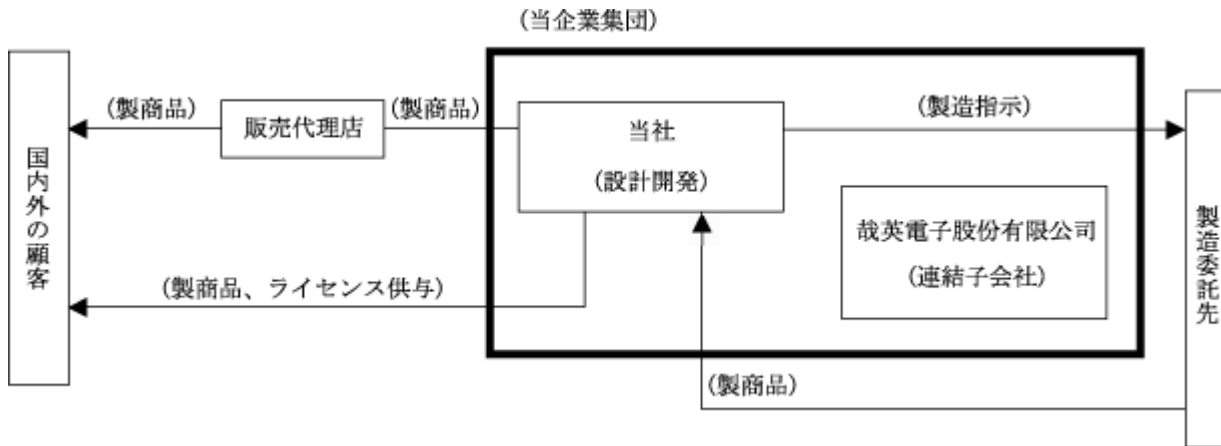 (当企業集団)
(製商品)
(製商品)
(製造指示)
販売代理店
当社
(設計開発)
国内外の顧客
哉英電子股份有限公司
(連結子会社)
製造委託先
(製商品、ライセンス供与)
(製商品)